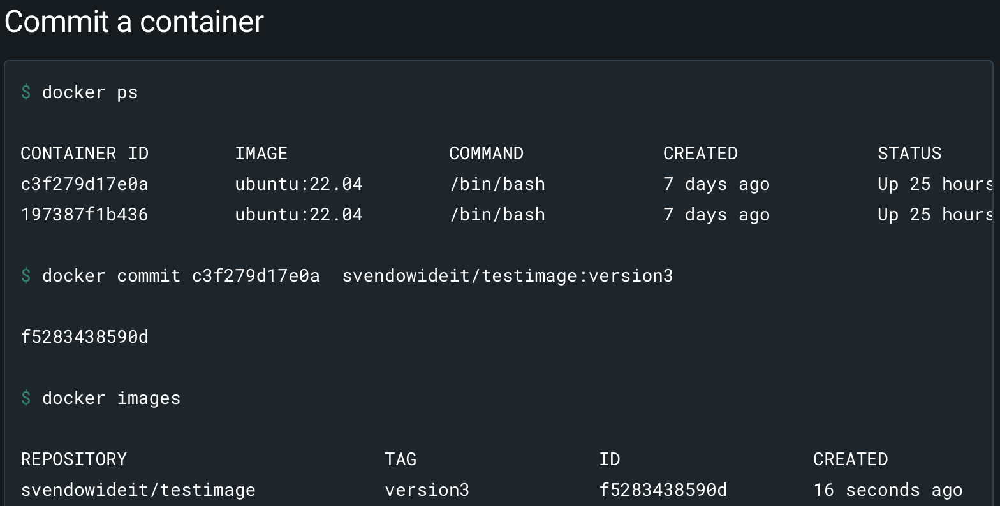 Commit a container
$ docker ps
CONTAINER ID        IMAGE               COMMAND             CREATED             STATUS
c3f279d17e0a        ubuntu:22.04        /bin/bash           7 days ago          Up 25 hours
197387f1b436        ubuntu:22.04        /bin/bash           7 days ago          Up 25 hours
$ docker commit c3f279d17e0a  svendowideit/testimage:version3
f5283438590d
$ docker images
REPOSITORY                        TAG                 ID                  CREATED
svendowideit/testimage            version3            f5283438590d        16 seconds ago